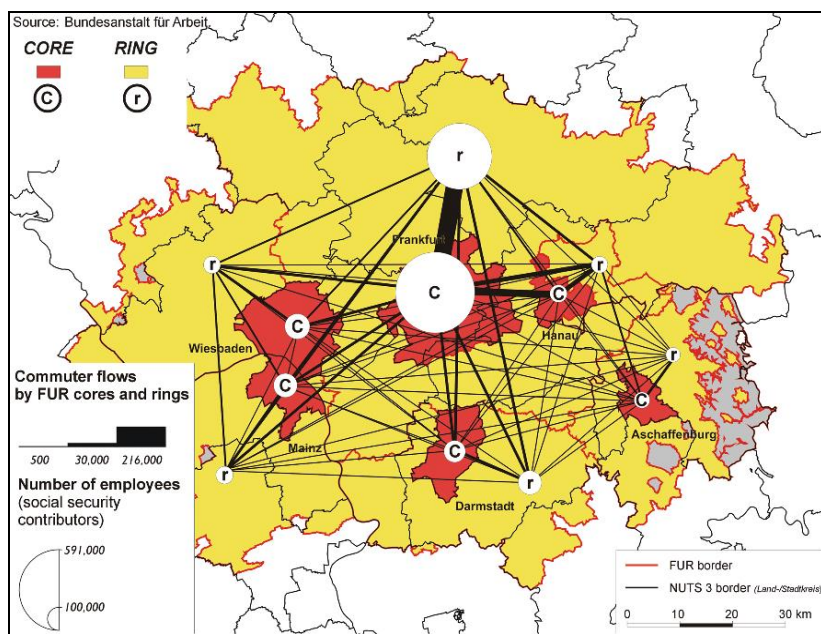 Source: Bundesanstalt für Arbeit.
CORE RING
C r
r
Frankfurt
r r
C
C
Hanau
C
Wiesbaden
r
C
C
Aschaffenburg
Mainz
C
r
r
Darmstadt
Commuter flows
by FUR cores and rings
500 30,000 216,000
Number of employees
(social security
contributors)
591,000
100,000
FUR border
NUTS 3 border (Land-/Stadtkreis)
0 10 20 30 km